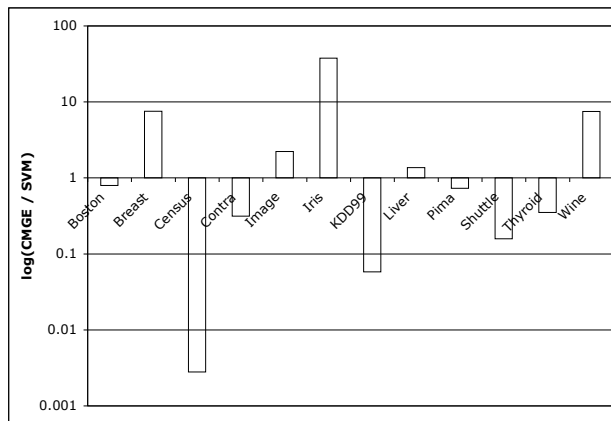 100
10
1
0.1
0.01
0.001
log(CMGE / SVM)
Boston
Breast
Census
Contra
Image
Iris
KDD99
Liver
Pima
Shuttle
Thyroid
Wine